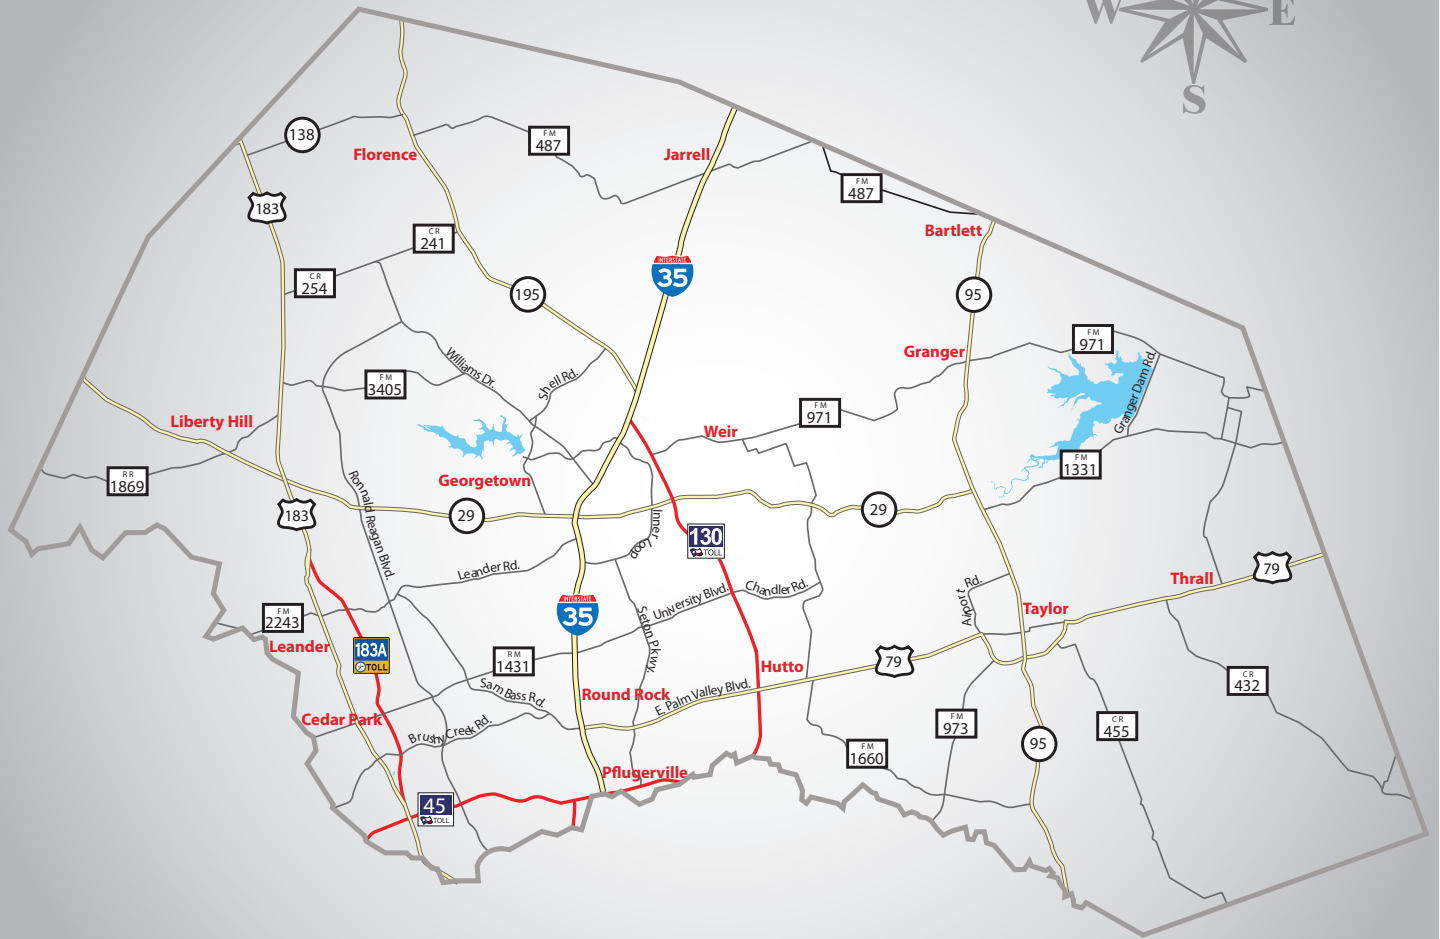 W
E
S
138
FM
487
Florence
Jarrell
FM
487
183
Bartlett
CR
241
CR
254
INTERSTATE
35
195
95
FM
971
Granger
Williams Dr.
Shell Rd.
FM
3405
Granger Dam Rd.
FM
971
Liberty Hill
Weir
FM
1331
RR
1869
Georgetown
Ronnald Reagan Blvd.
183
29
29
Inner Loop
130
TOLL
Leander Rd.
79
Thrall
University Blvd.
Chandler Rd.
Airport Rd.
INTERSTATE
35
Taylor
FM
2243
Seton Pkwy.
Leander
183A
TOLL
RM
1431
79
Hutto
CR
432
Sam Bass Rd.
Round Rock
E. Palm Valley Blvd.
Cedar Park
Brushy Creek Rd.
FM
973
CR
455
95
FM
1660
Pflugerville
45
TOLL